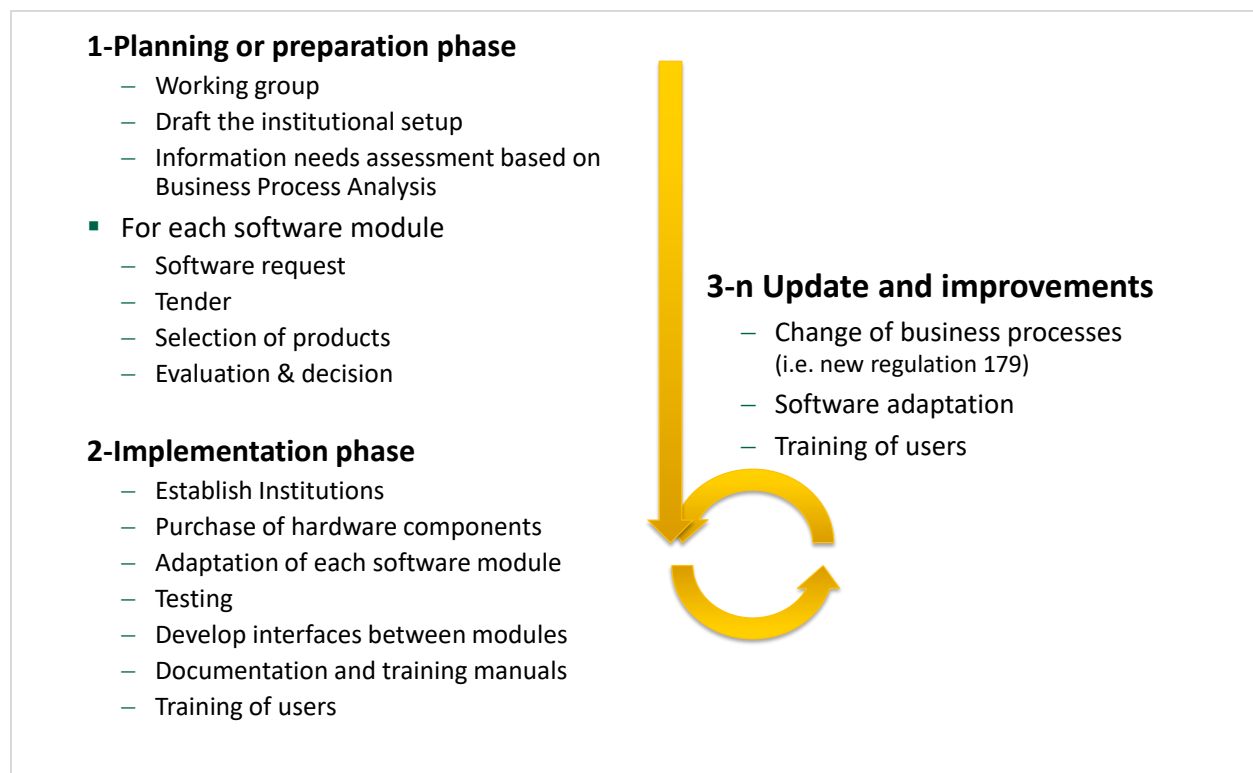 1-Planning or preparation phase
– Working group
– Draft the institutional setup
– Information needs assessment based on
Business Process Analysis
▪ For each software module
– Software request
– Tender
– Selection of products
– Evaluation & decision
2-Implementation phase
– Establish Institutions
– Purchase of hardware components
– Adaptation of each software module
– Testing
– Develop interfaces between modules
– Documentation and training manuals
– Training of users
3-n Update and improvements
– Change of business processes
(i.e. new regulation 179)
– Software adaptation
– Training of users